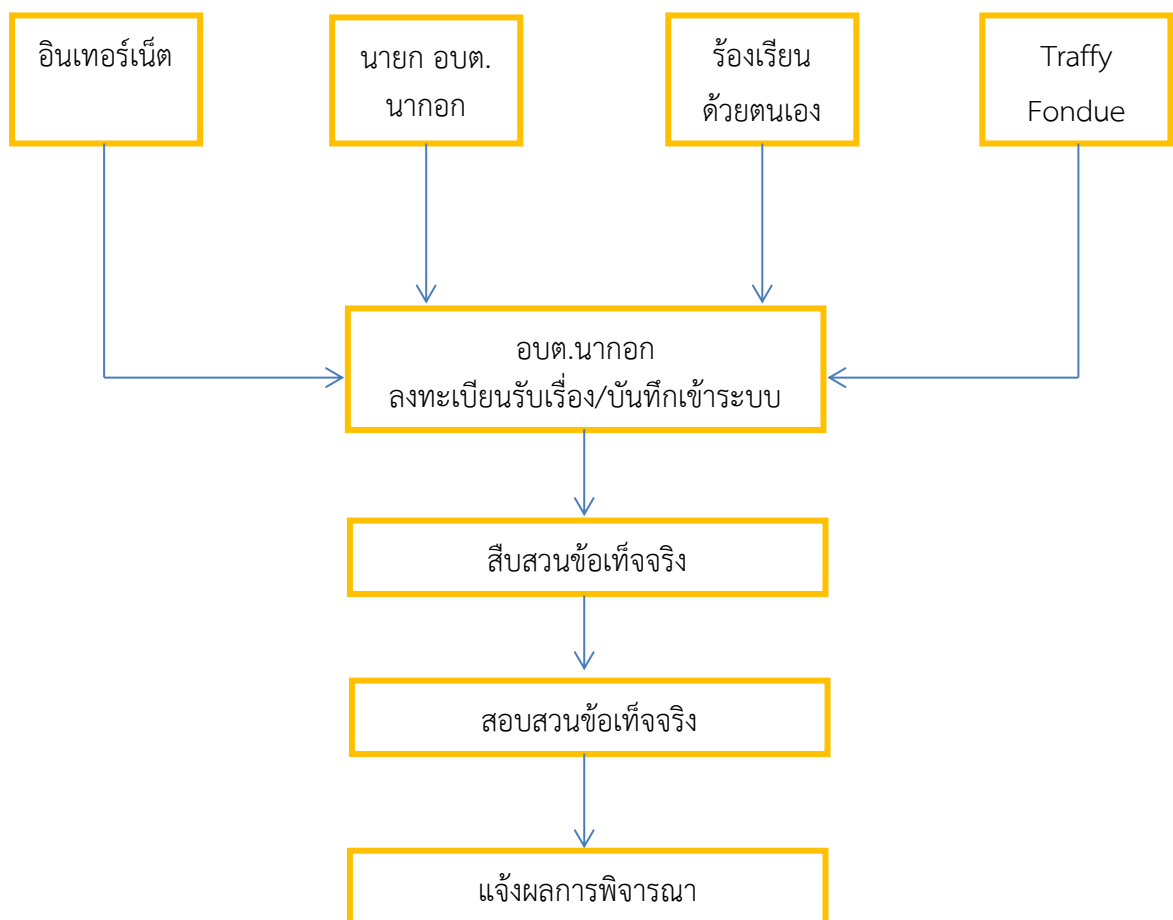 อินเทอร์เน็ต
นายก อบต.
นากอก
ร้องเรียน
ด้วยตนเอง
Traffy
Fondue
อบต.นากอก
ลงทะเบียนรับเรื่อง/บันทึกเข้าระบบ
สืบสวนข้อเท็จจริง
สอบสวนข้อเท็จจริง
แจ้งผลการพิจารณา